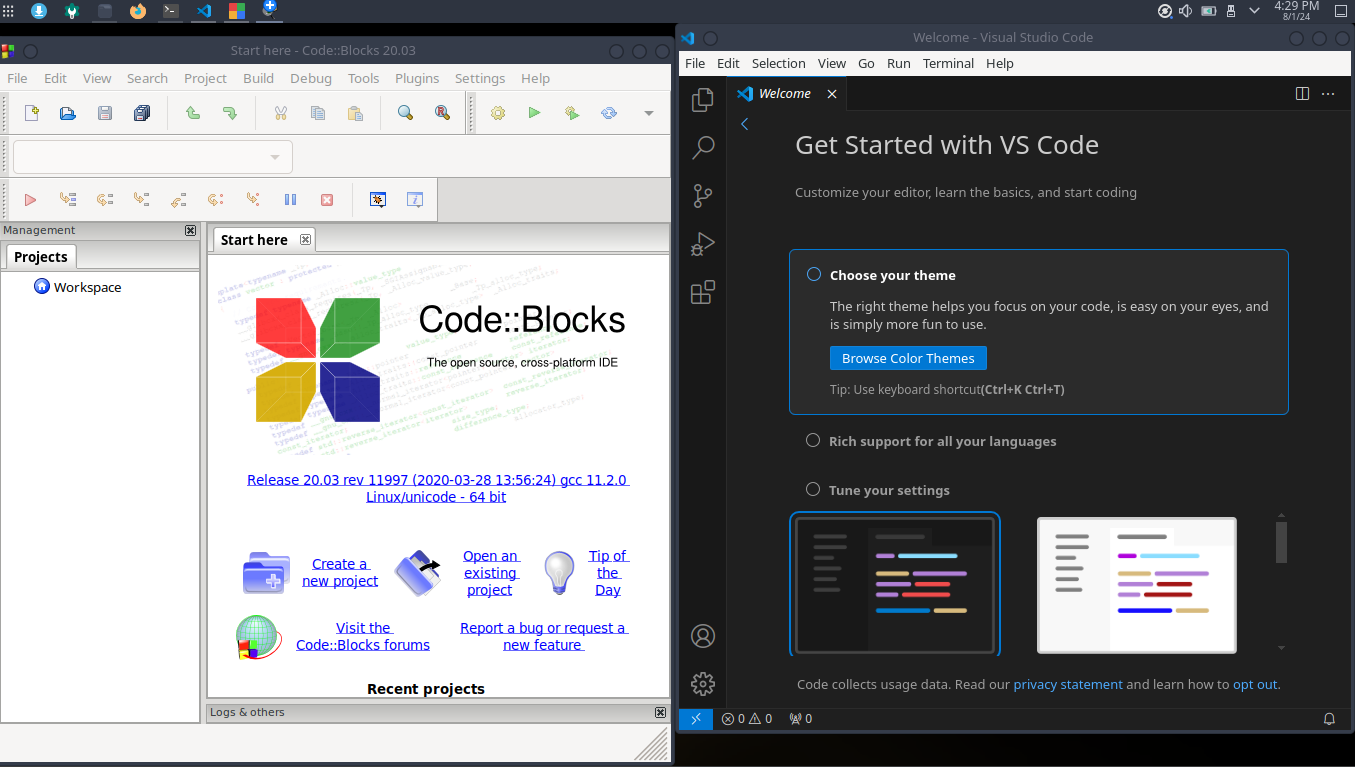 4:29 PM
8/1/24
Start here - Code::Blocks 20.03
File Edit View Search Project Build Debug Tools Plugins Settings Help
Management
Projects
Workspace
Start here
Code::Blocks
The open source, cross-platform IDE
Release 20.03 rev 11997 (2020-03-28 13:56:24) gcc 11.2.0
Linux/unicode - 64 bit
Create a
new project
Open an
existing
project
Tip of
the
Day
Visit the
Code::Blocks forums
Report a bug or request a
new feature
Recent projects
Logs & others
Welcome - Visual Studio Code
File Edit Selection View Go Run Terminal Help
Welcome
Get Started with VS Code
Customize your editor, learn the basics, and start coding
Choose your theme
The right theme helps you focus on your code, is easy on your eyes, and
is simply more fun to use.
Browse Color Themes
Tip: Use keyboard shortcut(Ctrl+K Ctrl+T)
Rich support for all your languages
Tune your settings
Code collects usage data. Read our privacy statement and learn how to opt out.
0 0 0